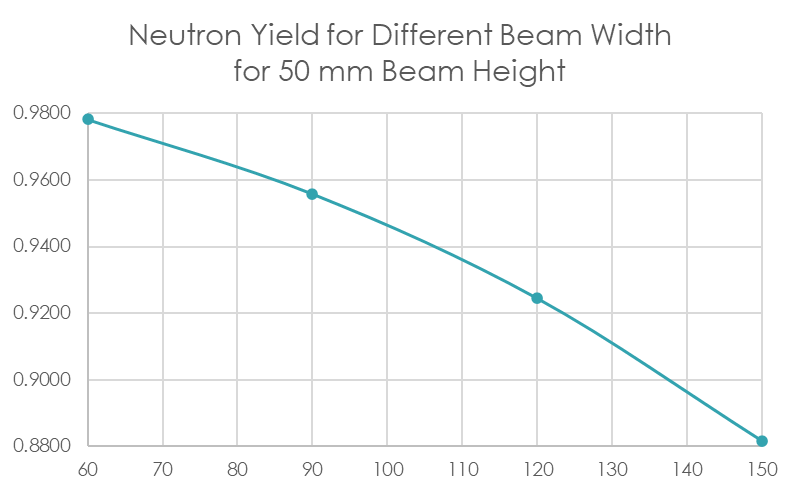 Neutron Yield for Different Beam Width
for 50 mm Beam Height
0.9800
0.9600
0.9400
0.9200
0.9000
0.8800
60 70 80 90 100 110 120 130 140 150